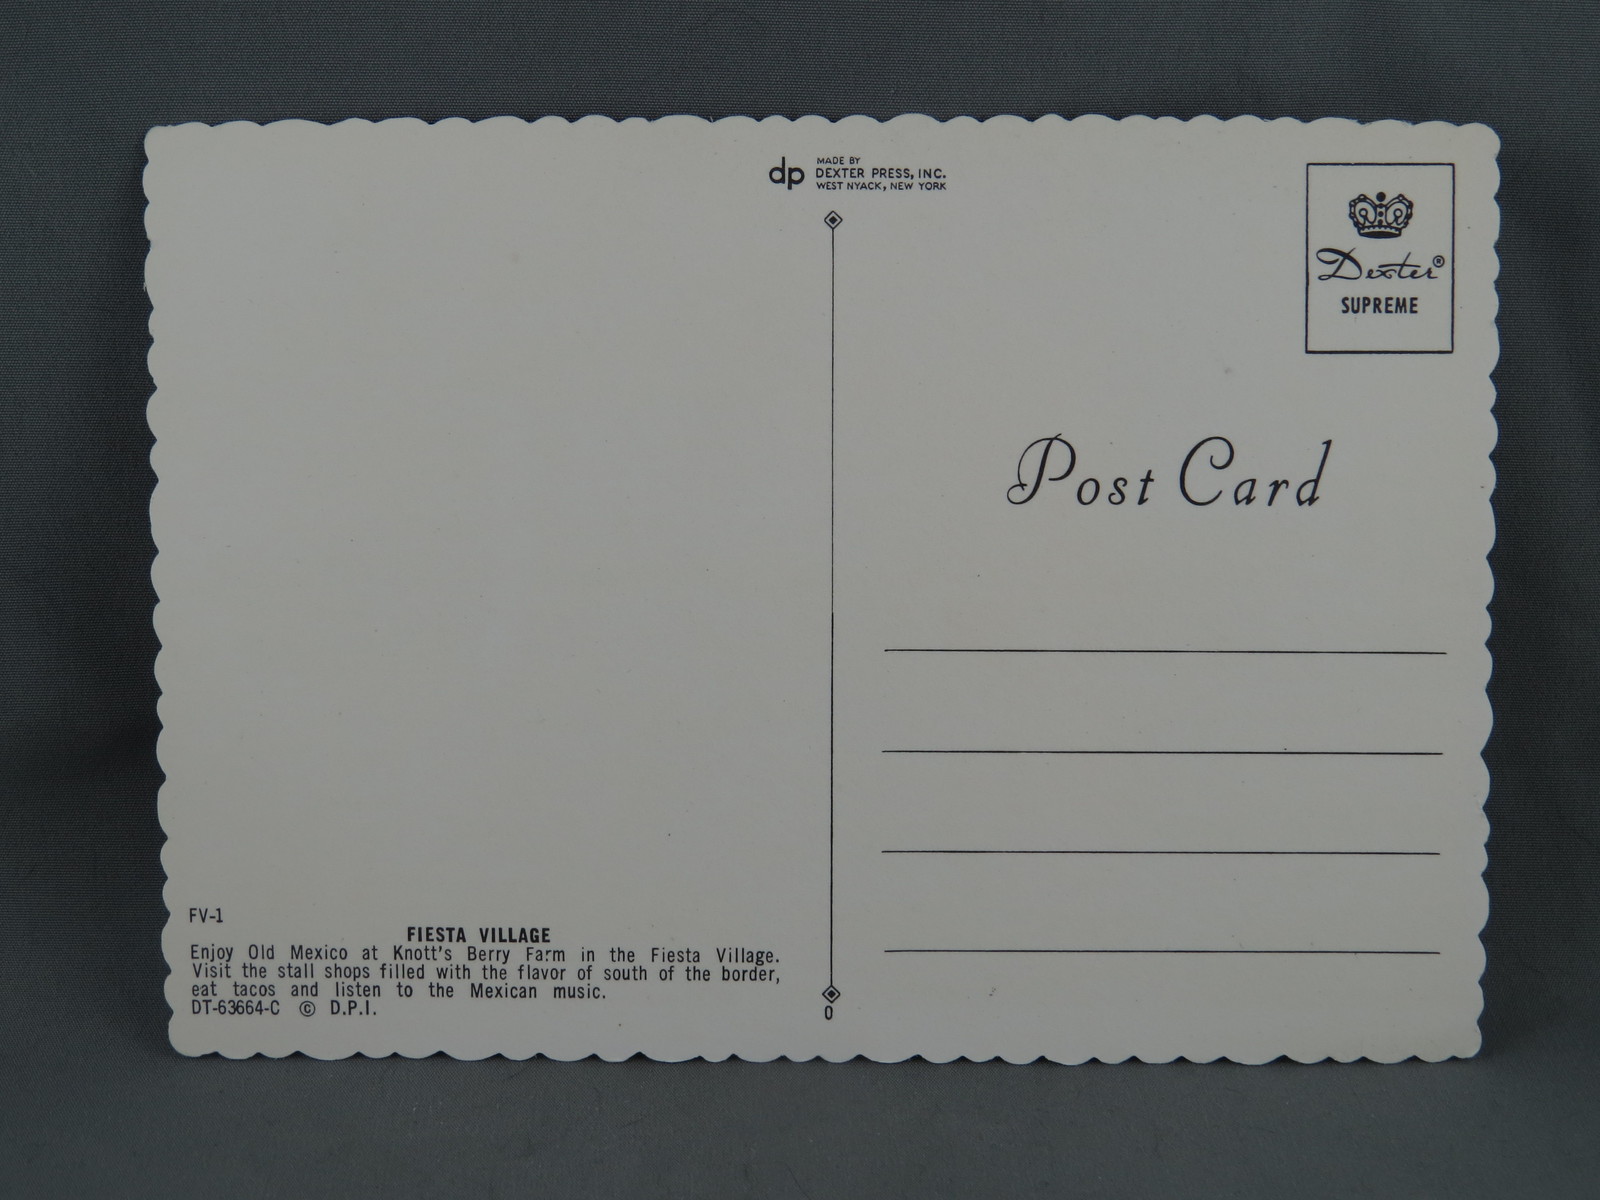 dp MADE BY
DEXTER PRESS, INC.
WEST NYACK, NEW YORK
Dexter®
SUPREME
Post Card
FV-1
FIESTA VILLAGE
Enjoy Old Mexico at Knott's Berry Farm in the Fiesta Village.
Visit the stall shops filled with the flavor of south of the border,
eat tacos and listen to the Mexican music.
DT-63664-C © D.P.I.
0